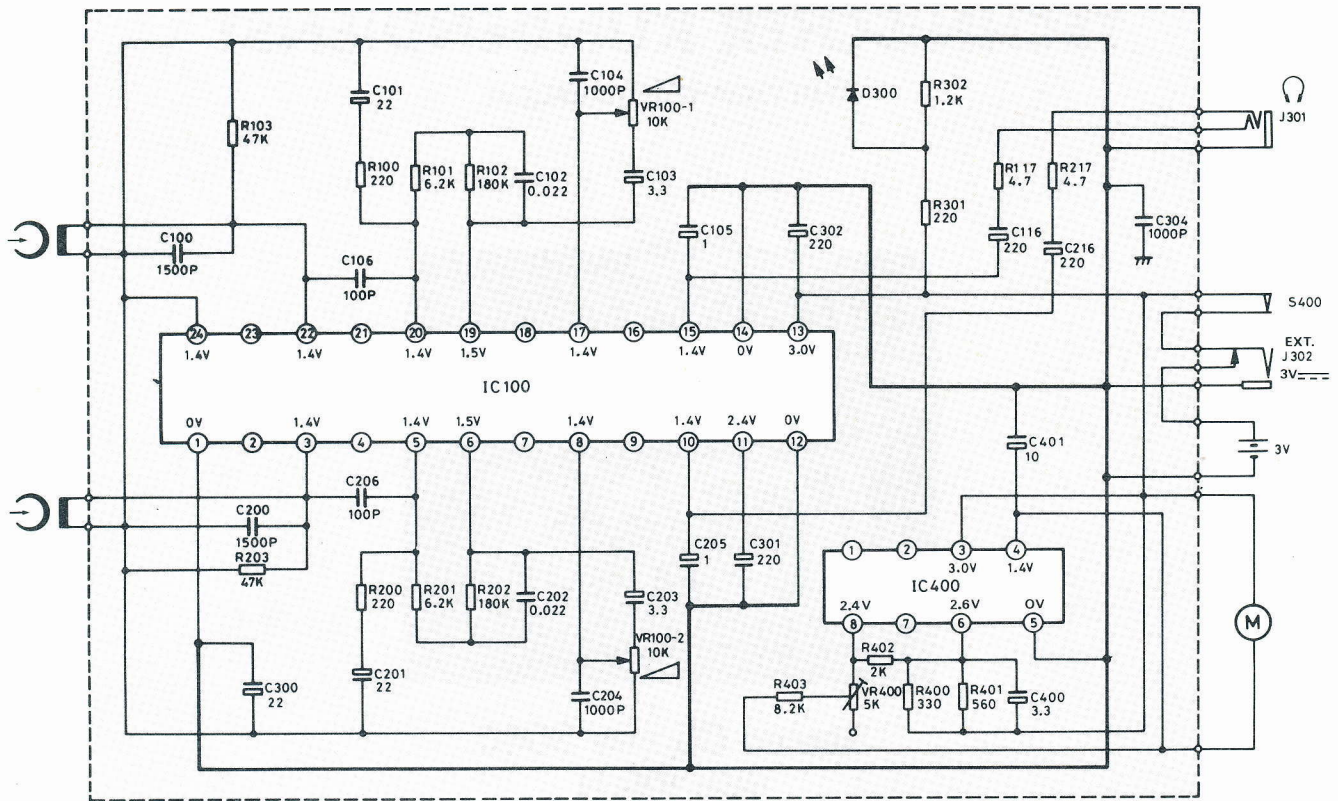 R103
47K
C101
22
R100
220
R101
6.2K
R102
180K
C102
0.022
C104
1000P
VR100-1
10K
C103
3.3
C100
1500P
C106
100P
C105
1
C302
220
D300
R302
1.2K
R301
220
R117
4.7
R217
4.7
C116
220
C216
220
J301
C304
1000P
S400
EXT.
J302
3V
3V
24 23 22 21 20 19 18 17 16 15 14 13
1.4V 1.4V 1.4V 1.5V 1.4V 1.4V 0V 3.0V
IC100
0V 1.4V 1.4V 1.5V 1.4V 1.4V 2.4V 0V
1 2 3 4 5 6 7 8 9 10 11 12
C401
10
C206
100P
C200
1500P
R203
47K
R200
220
R201
6.2K
R202
180K
C202
0.022
C203
3.3
VR100-2
10K
C201
22
C204
1000P
C300
22
C205
1
C301
220
1 2 3 4
3.0V 1.4V
IC400
2.4V 2.6V 0V
8 7 6 5
M
R402
2K
R403
8.2K
VR400
5K
R400
330
R401
560
C400
3.3